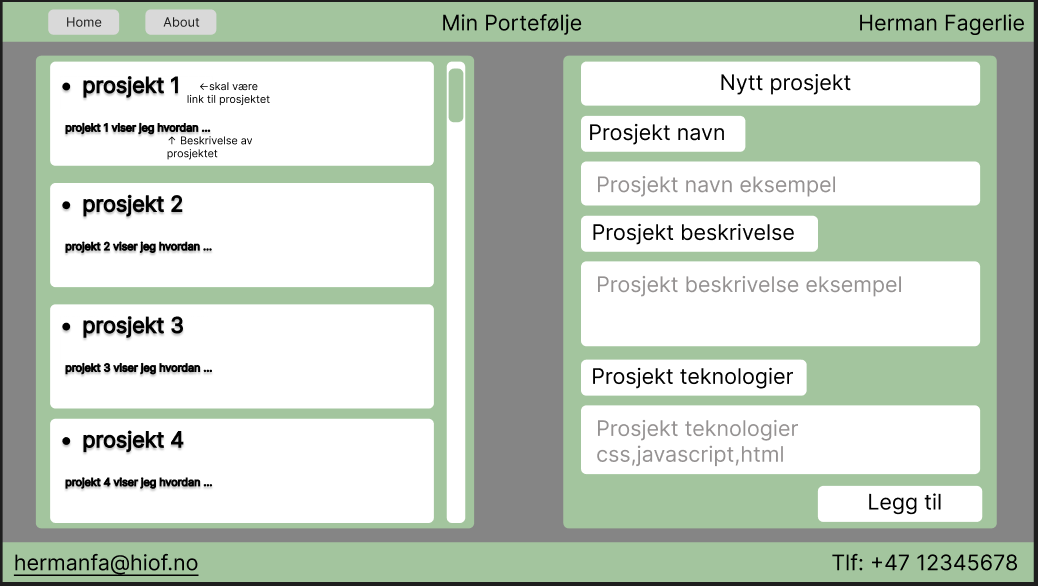 Home About Min Portefølje Herman Fagerlie
• prosjekt 1
←skal være
link til prosjektet
projekt 1 viser jeg hvordan ...
↑ Beskrivelse av
prosjektet
• prosjekt 2
projekt 2 viser jeg hvordan ...
• prosjekt 3
projekt 3 viser jeg hvordan ...
• prosjekt 4
projekt 4 viser jeg hvordan ...
Nytt prosjekt
Prosjekt navn
Prosjekt navn eksempel
Prosjekt beskrivelse
Prosjekt beskrivelse eksempel
Prosjekt teknologier
Prosjekt teknologier
css,javascript,html
Legg til
hermanfa@hiof.no Tlf: +47 12345678